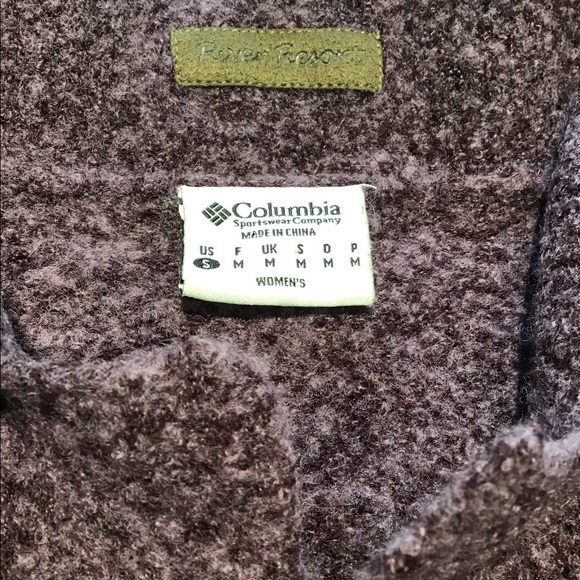 River Resort
Columbia
Sportswear Company
MADE IN CHINA
US F UK S D P
S M M M M M
WOMEN'S